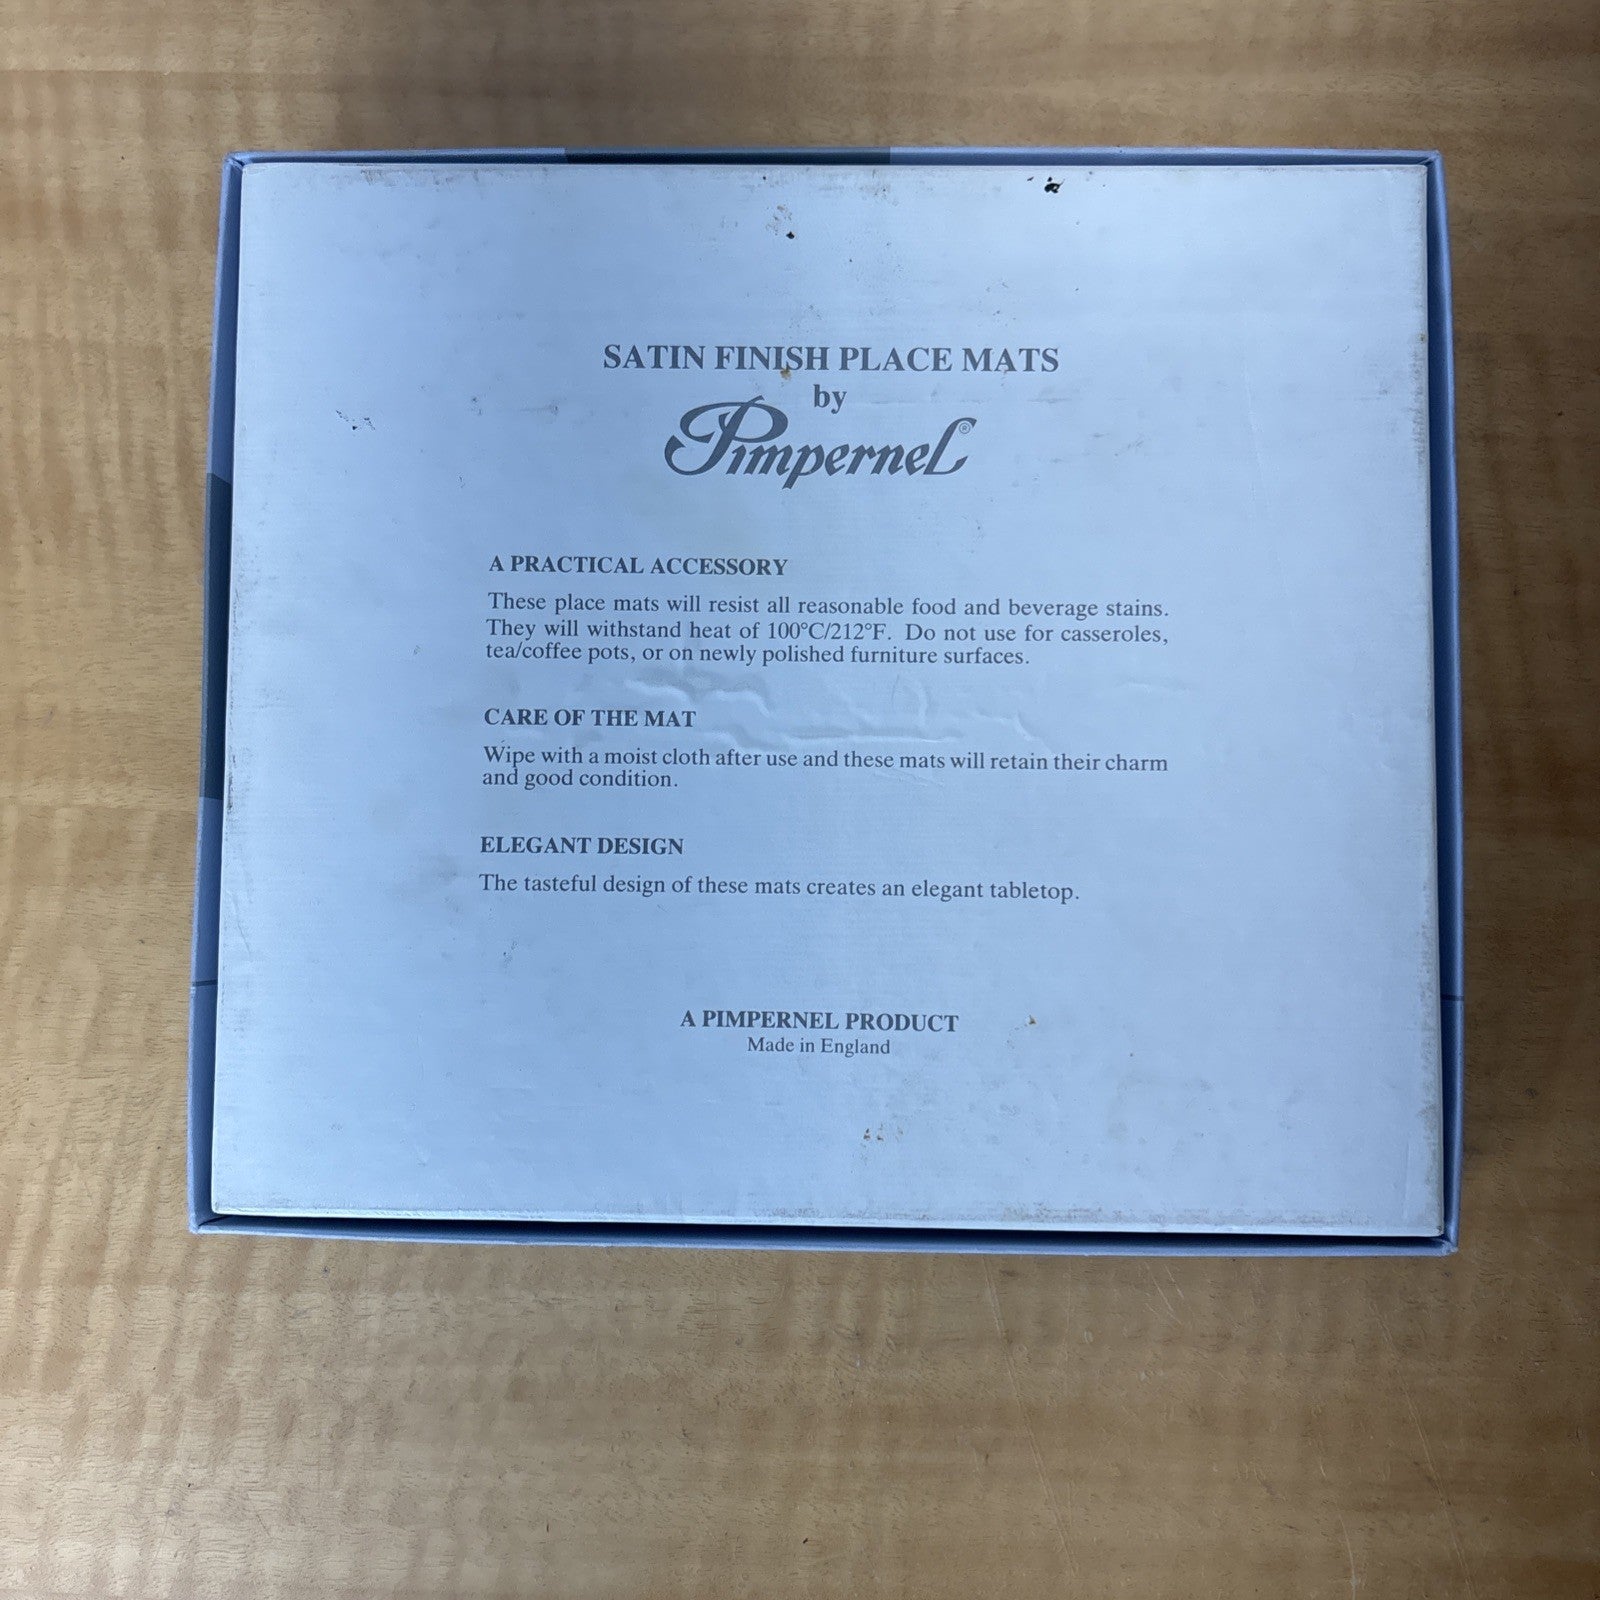 SATIN FINISH PLACE MATS
by
Pimpernel®
A PRACTICAL ACCESSORY
These place mats will resist all reasonable food and beverage stains.
They will withstand heat of 100°C/212°F. Do not use for casseroles,
tea/coffee pots, or on newly polished furniture surfaces.
CARE OF THE MAT
Wipe with a moist cloth after use and these mats will retain their charm
and good condition.
ELEGANT DESIGN
The tasteful design of these mats creates an elegant tabletop.
A PIMPERNEL PRODUCT
Made in England